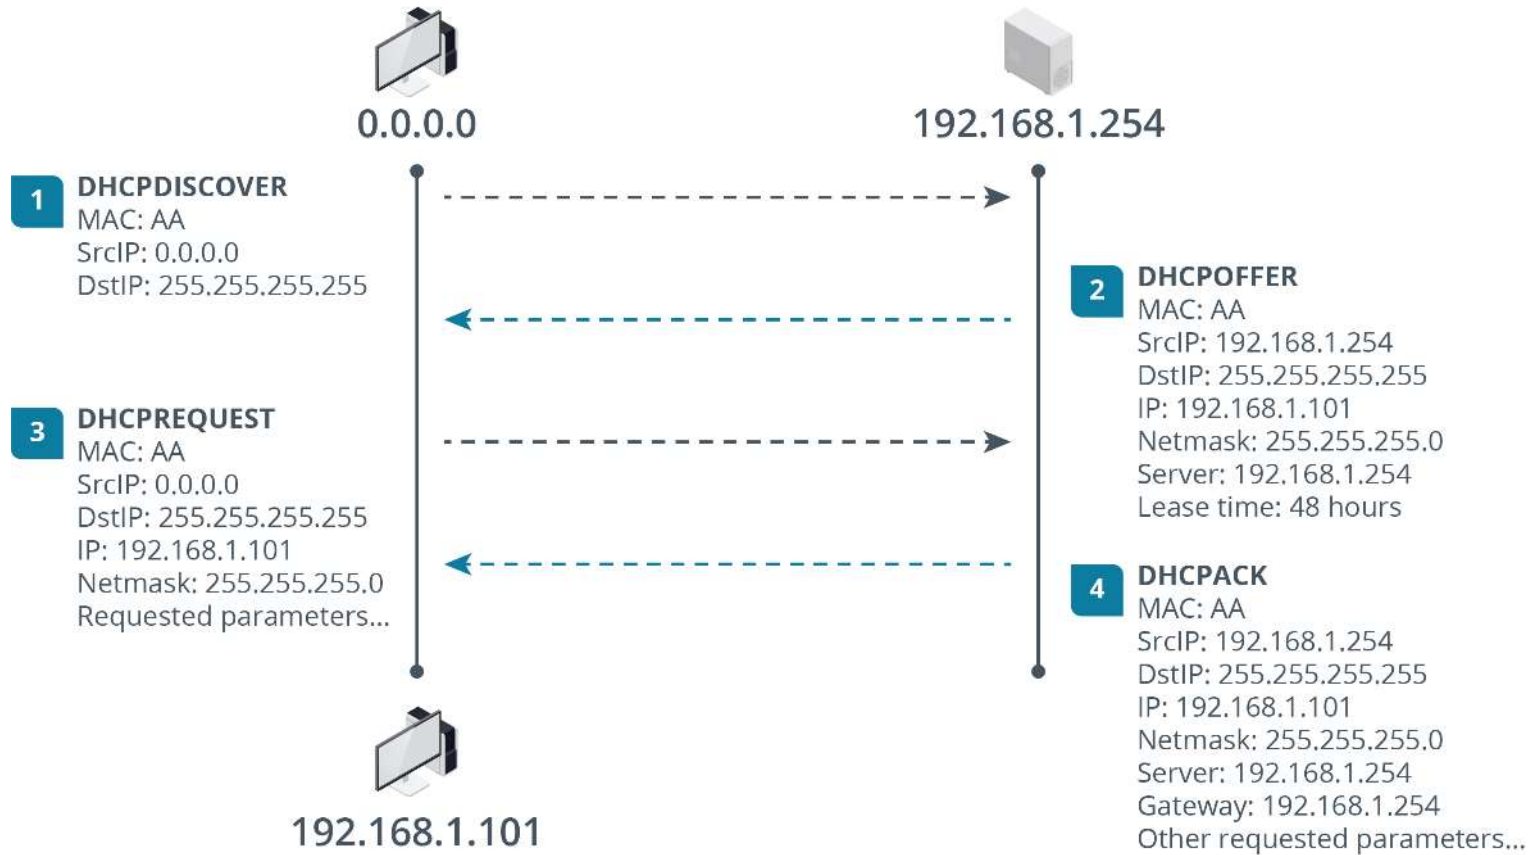 0.0.0.0
192.168.1.254
1
DHCPDISCOVER
MAC: AA
SrcIP: 0.0.0.0
DstIP: 255.255.255.255
2
DHCPOFFER
MAC: AA
SrcIP: 192.168.1.254
DstIP: 255.255.255.255
IP: 192.168.1.101
Netmask: 255.255.255.0
Server: 192.168.1.254
Lease time: 48 hours
3
DHCPREQUEST
MAC: AA
SrcIP: 0.0.0.0
DstIP: 255.255.255.255
IP: 192.168.1.101
Netmask: 255.255.255.0
Requested parameters...
4
DHCPACK
MAC: AA
SrcIP: 192.168.1.254
DstIP: 255.255.255.255
IP: 192.168.1.101
Netmask: 255.255.255.0
Server: 192.168.1.254
Gateway: 192.168.1.254
Other requested parameters...
192.168.1.101